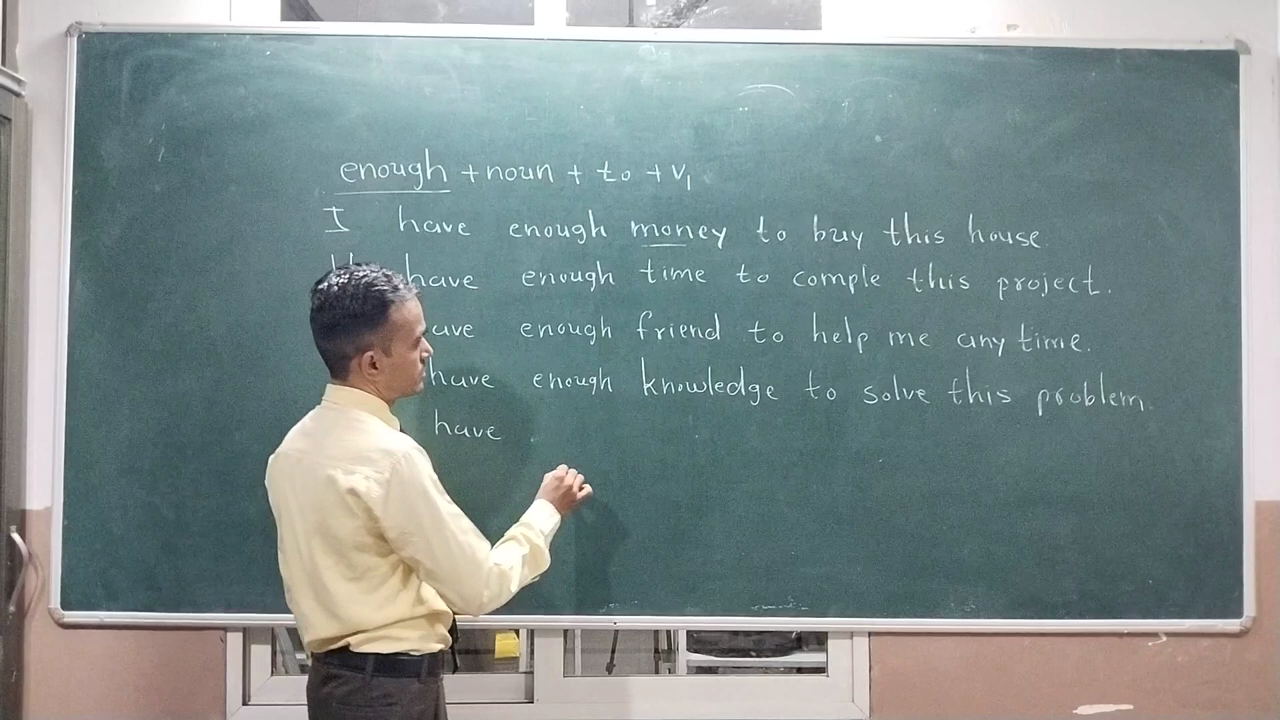 enough + noun + to + V1
I have enough money to buy this house.
have enough time to comple this project.
enough friend to help me any time.
have enough knowledge to solve this problem.
have